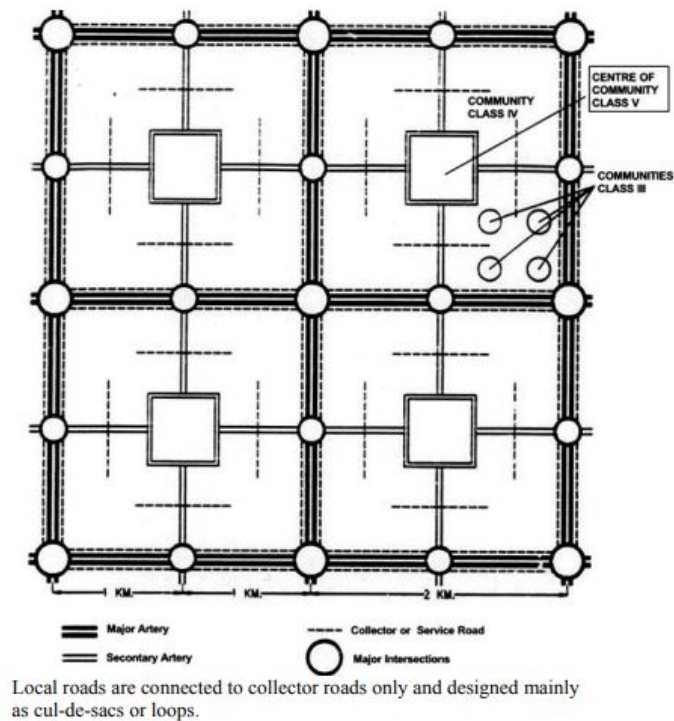 CENTRE OF
COMMUNITY
CLASS V
COMMUNITY
CLASS IV
COMMUNITIES
CLASS III
1 KM.
1 KM.
2 KM.
Major Artery
Collector or Service Road
Secontary Artery
Major Intersections
Local roads are connected to collector roads only and designed mainly
as cul-de-sacs or loops.